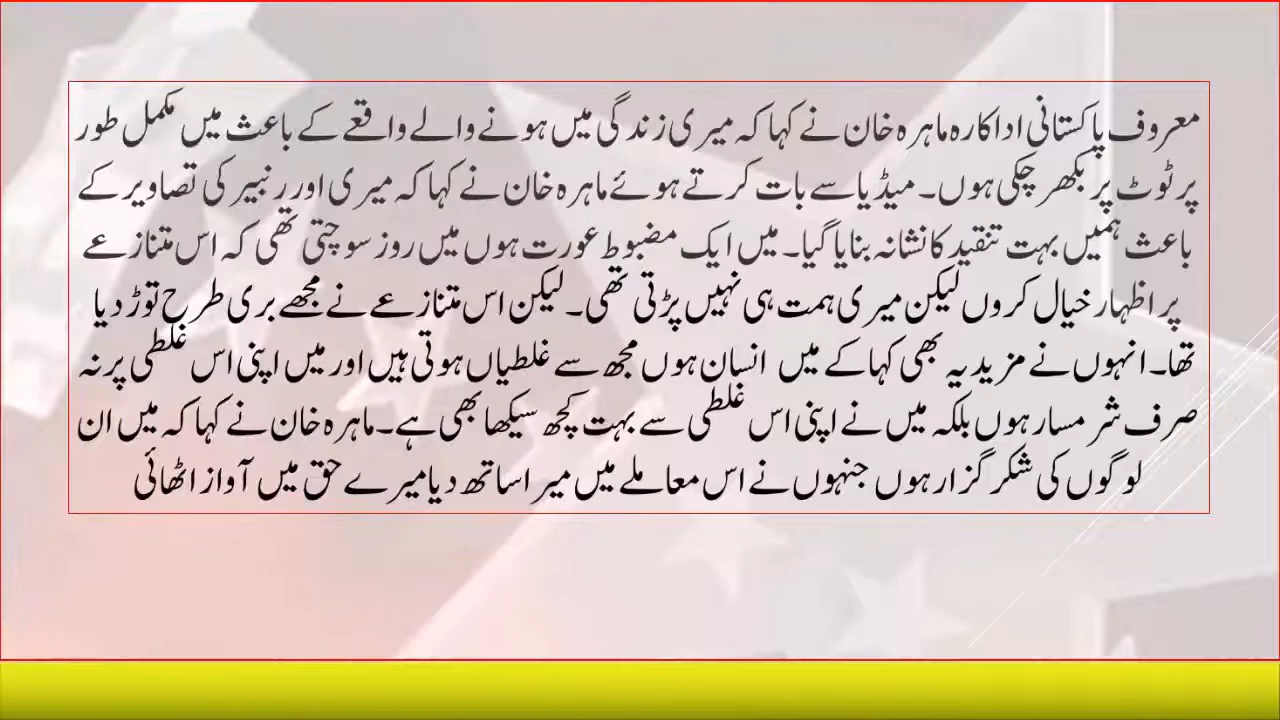 معروف پاکستانی اداکارہ ماہرہ خان نے کہا کہ میری زندگی میں ہونے والے واقعے کے باعث میں مکمل طور
پر ٹوٹ پر بکھر چکی ہوں۔ میڈیا سے بات کرتے ہوئے ماہرہ خان نے کہا کہ میری اور رنبیر کی تصاویر کے
باعث ہمیں بہت تنقید کا نشانہ بنایا گیا۔ میں ایک مضبوط عورت ہوں میں روز سوچتی تھی کہ اس متنازعے
پر اظہار خیال کروں لیکن میری ہمت ہی نہیں پڑتی تھی۔ لیکن اس متنازعے نے مجھے بری طرح توڑ دیا
تھا۔ انہوں نے مزید یہ بھی کہا کے میں انسان ہوں مجھ سے غلطیاں ہوتی ہیں اور میں اپنی اس غلطی پر نہ
صرف شرمسار ہوں بلکہ میں نے اپنی اس غلطی سے بہت کچھ سیکھا بھی ہے۔ ماہرہ خان نے کہا کہ میں ان
لوگوں کی شکر گزار ہوں جنہوں نے اس معاملے میں میرا ساتھ دیا میرے حق میں آواز اٹھائی